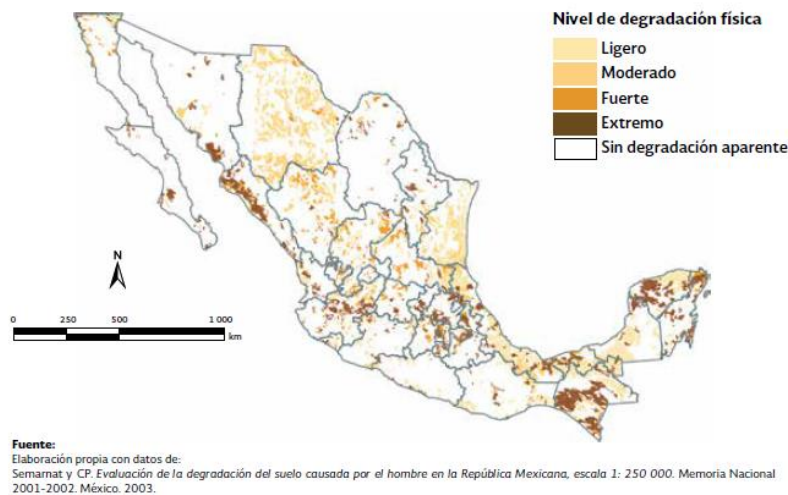 Nivel de degradación física
Ligero
Moderado
Fuerte
Extremo
Sin degradación aparente
N
0 250 500 1 000
km
Fuente:
Elaboración propia con datos de:
Semarnat y CP. Evaluación de la degradación del suelo causada por el hombre en la República Mexicana, escala 1: 250 000. Memoria Nacional
2001-2002. México. 2003.